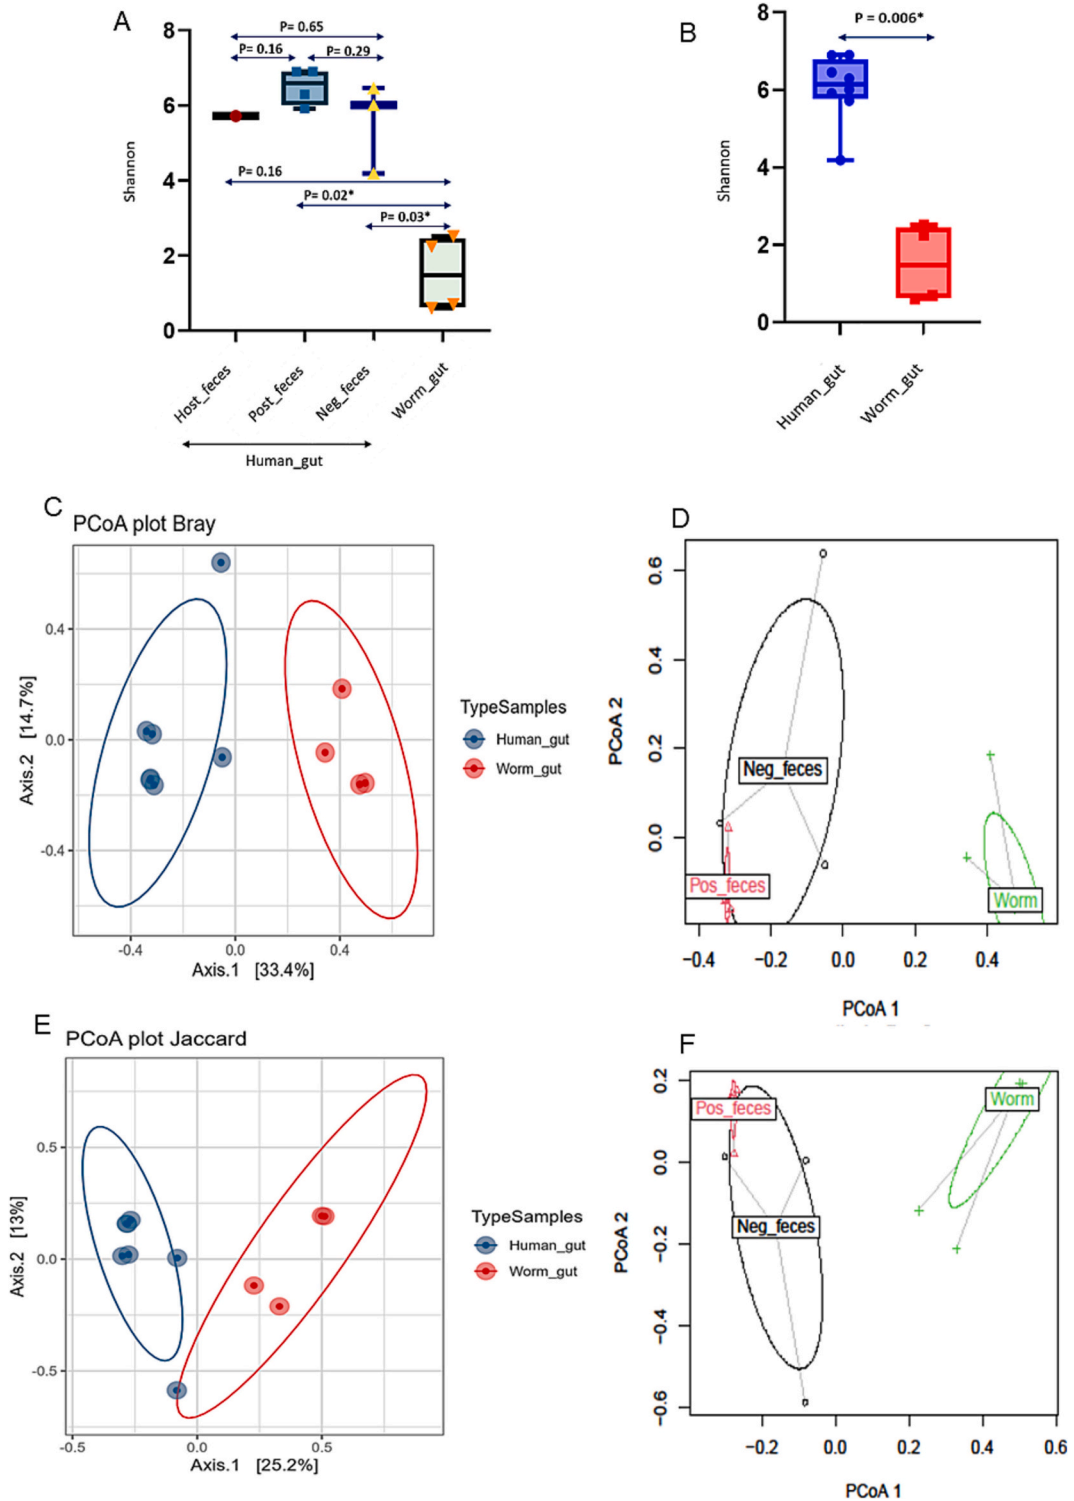 A
P= 0.65
P= 0.16
P= 0.29
8
6
4
2
0
Shannon
P= 0.16
P= 0.02*
P= 0.03*
Host_feces
Post_feces
Neg_feces
Worm_gut
Human_gut
B
P = 0.006*
8
6
4
2
0
Shannon
Human_gut
Worm_gut
C
PCoA plot Bray
0.4
0.0
-0.4
Axis.2 [14.7%]
-0.4
0.0
0.4
Axis.1 [33.4%]
TypeSamples
Human_gut
Worm_gut
D
0.6
0.4
0.2
0.0
PCoA 2
Neg_feces
Pos_feces
Worm
−0.4
−0.2
0.0
0.2
0.4
PCoA 1
E
PCoA plot Jaccard
0.5
0.0
-0.5
Axis.2 [13%]
-0.5
0.0
0.5
Axis.1 [25.2%]
TypeSamples
Human_gut
Worm_gut
F
0.2
0.0
−0.2
−0.4
−0.6
PCoA 2
Pos_feces
Worm
Neg_feces
−0.2
0.0
0.2
0.4
0.6
PCoA 1